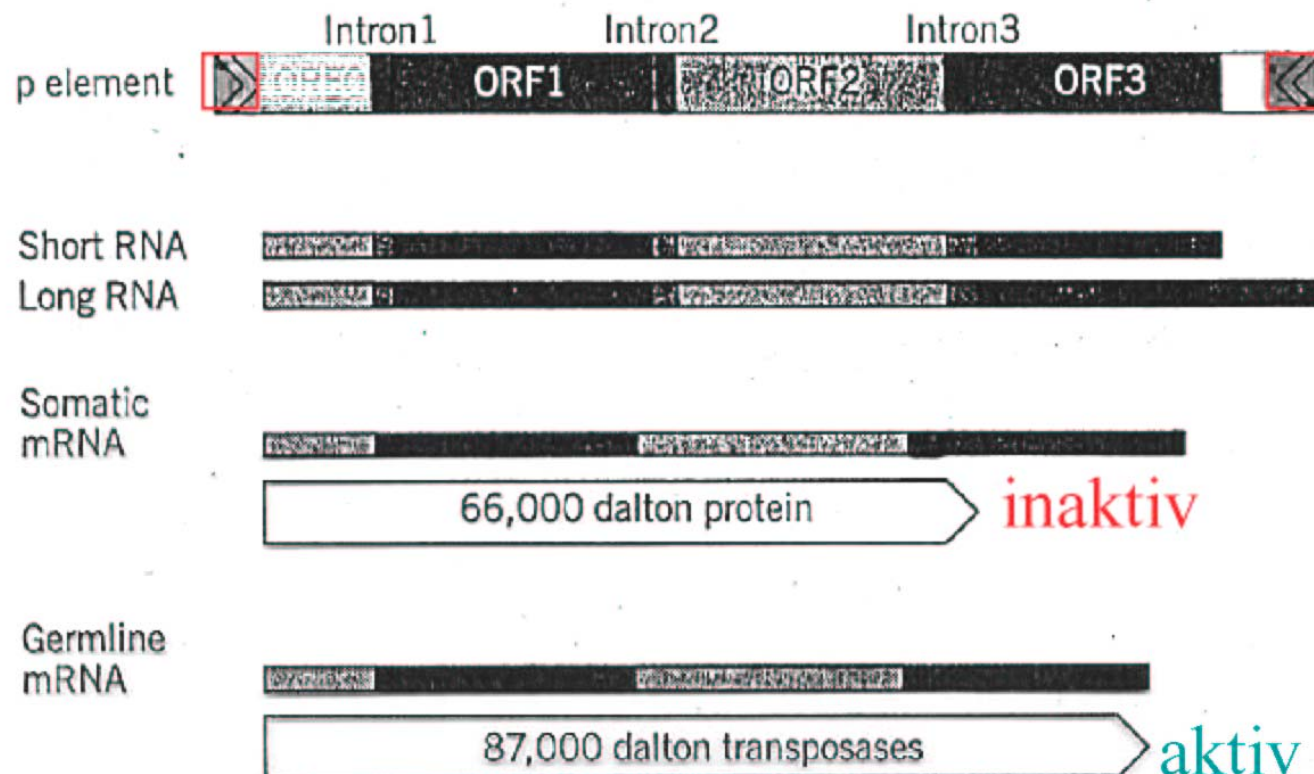 Intron1 Intron2 Intron3
p element ORF0 ORF1 ORF2 ORF3
Short RNA
Long RNA
Somatic
mRNA
66,000 dalton protein inaktiv
Germline
mRNA
87,000 dalton transposases aktiv